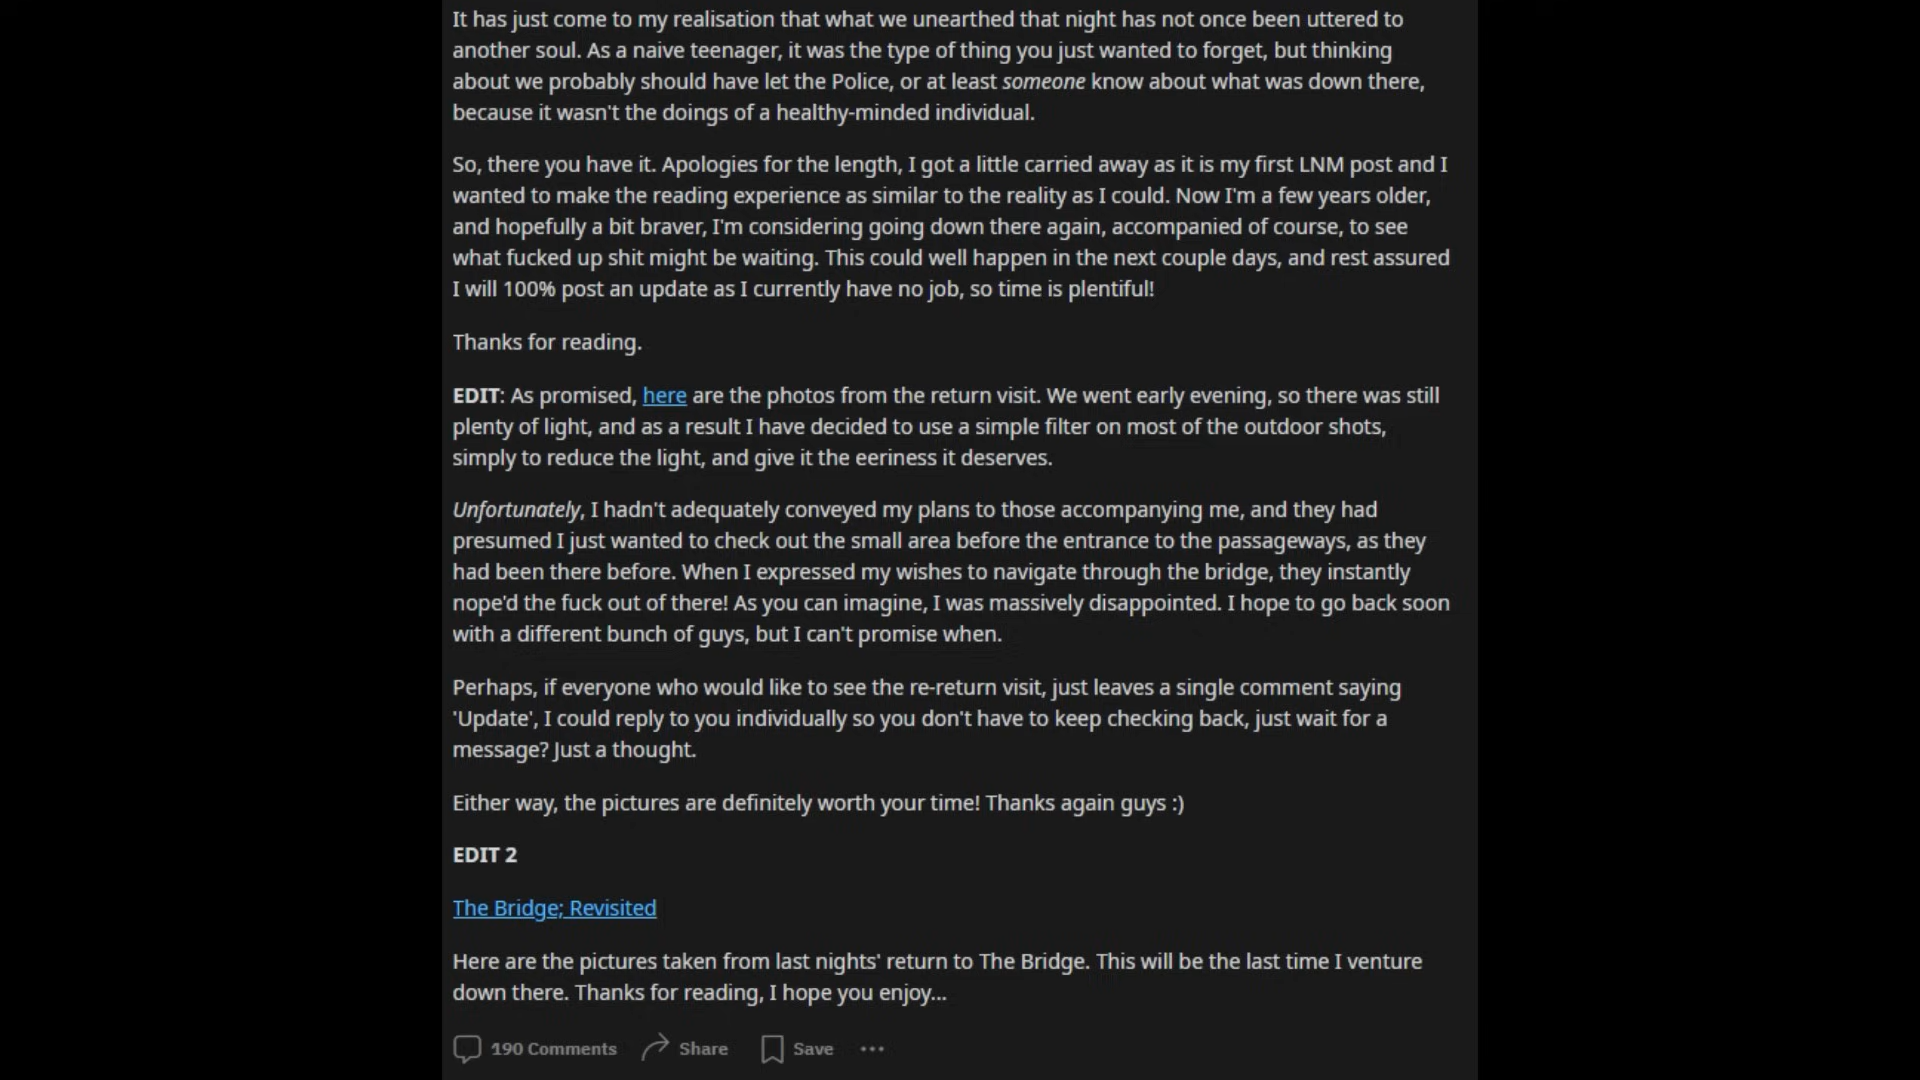 It has just come to my realisation that what we unearthed that night has not once been uttered to
another soul. As a naive teenager, it was the type of thing you just wanted to forget, but thinking
about we probably should have let the Police, or at least someone know about what was down there,
because it wasn't the doings of a healthy-minded individual.
So, there you have it. Apologies for the length, I got a little carried away as it is my first LNM post and I
wanted to make the reading experience as similar to the reality as I could. Now I'm a few years older,
and hopefully a bit braver, I'm considering going down there again, accompanied of course, to see
what fucked up shit might be waiting. This could well happen in the next couple days, and rest assured
I will 100% post an update as I currently have no job, so time is plentiful!
Thanks for reading.
EDIT: As promised, here are the photos from the return visit. We went early evening, so there was still
plenty of light, and as a result I have decided to use a simple filter on most of the outdoor shots,
simply to reduce the light, and give it the eeriness it deserves.
Unfortunately, I hadn't adequately conveyed my plans to those accompanying me, and they had
presumed I just wanted to check out the small area before the entrance to the passageways, as they
had been there before. When I expressed my wishes to navigate through the bridge, they instantly
nope'd the fuck out of there! As you can imagine, I was massively disappointed. I hope to go back soon
with a different bunch of guys, but I can't promise when.
Perhaps, if everyone who would like to see the re-return visit, just leaves a single comment saying
'Update', I could reply to you individually so you don't have to keep checking back, just wait for a
message? Just a thought.
Either way, the pictures are definitely worth your time! Thanks again guys :)
EDIT 2
The Bridge; Revisited
Here are the pictures taken from last nights' return to The Bridge. This will be the last time I venture
down there. Thanks for reading, I hope you enjoy...
190 Comments Share Save ...